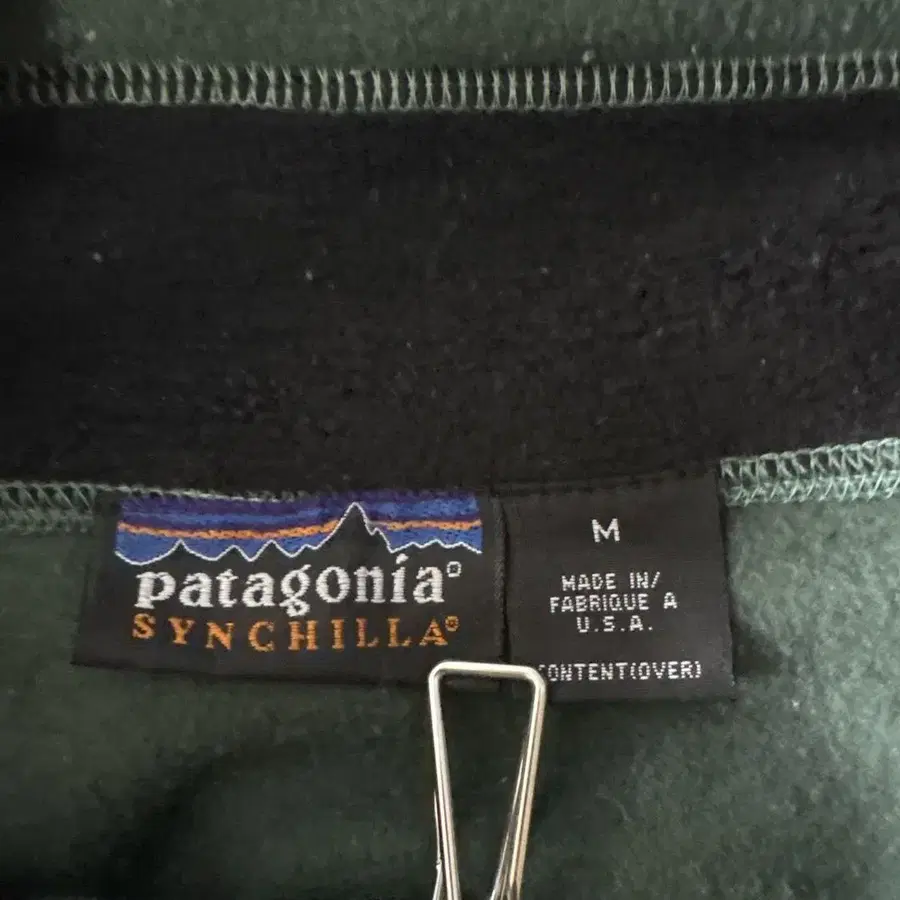 patagonia®
SYNCHILLA®
M
MADE IN/
FABRIQUE A
U.S.A.
CONTENT(OVER)